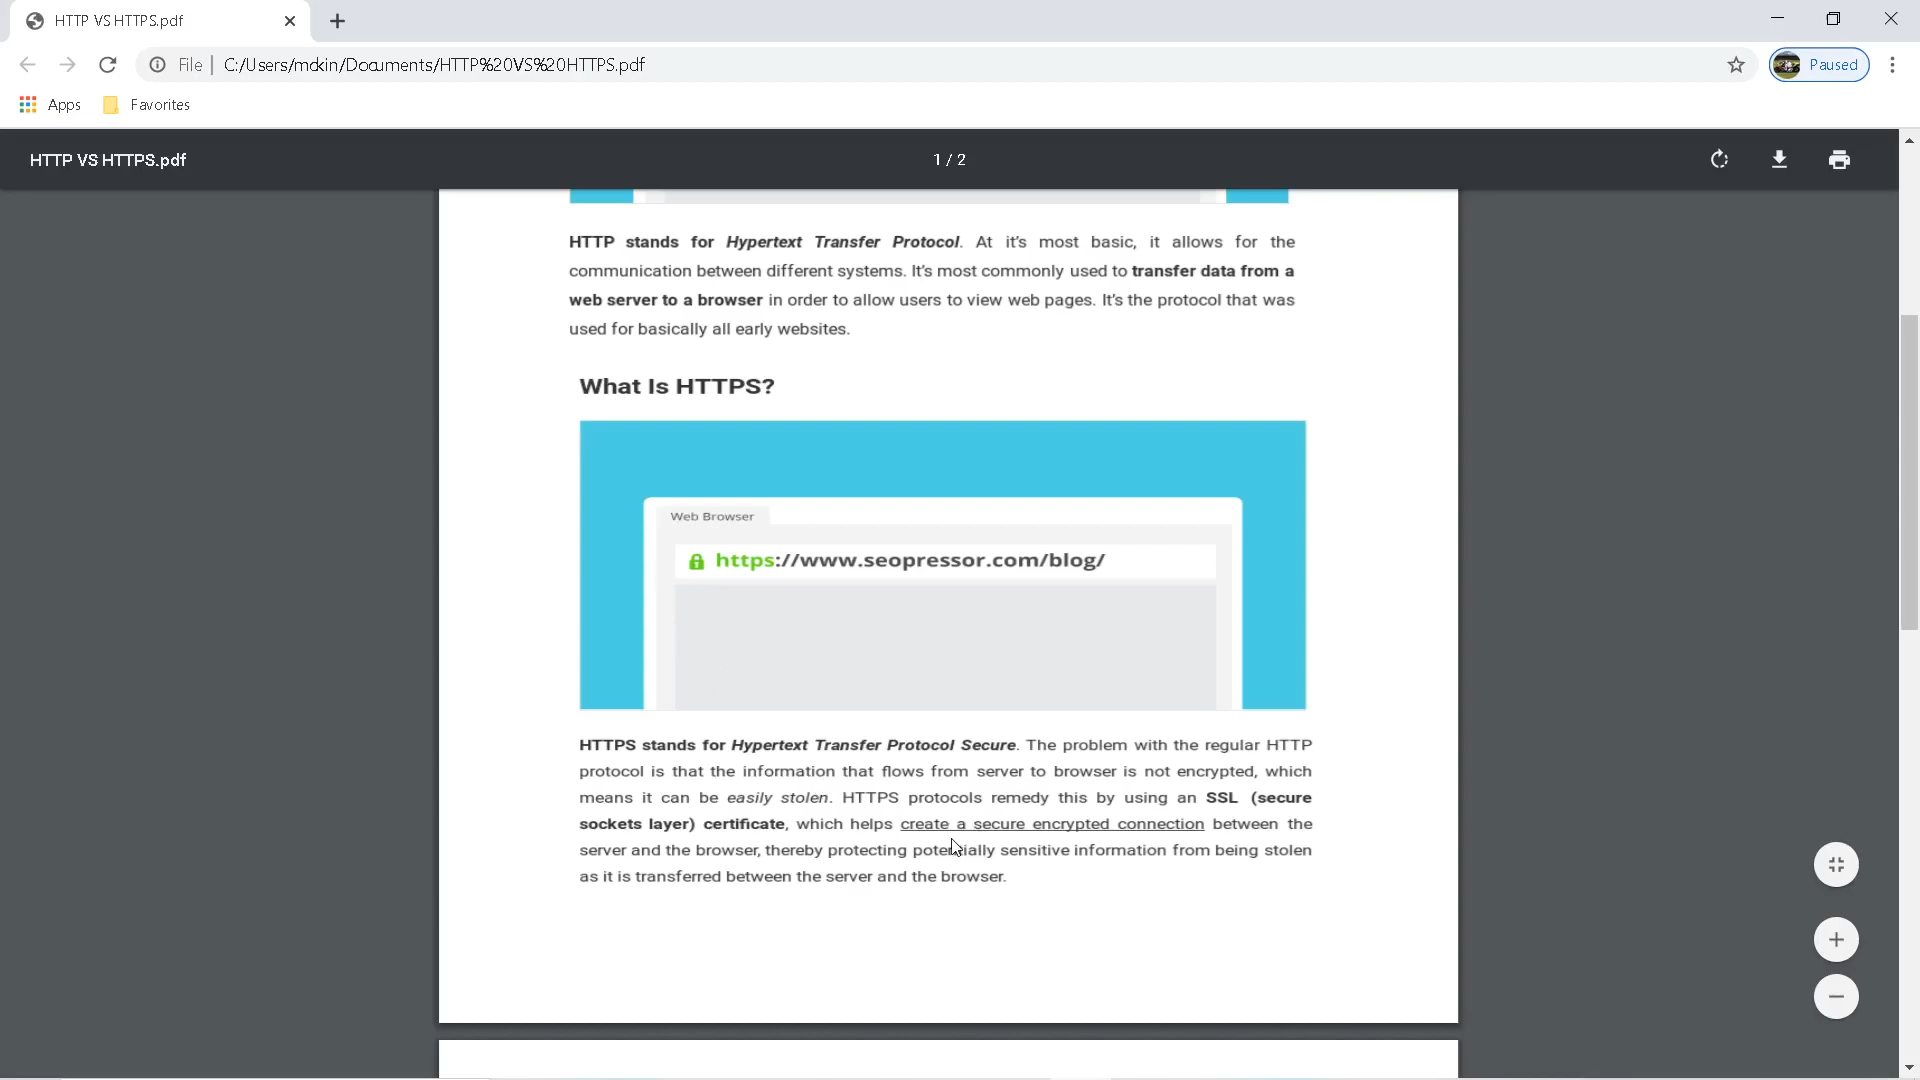 HTTP VS HTTPS.pdf
File | C:/Users/mckin/Documents/HTTP%20VS%20HTTPS.pdf
Paused
Apps
Favorites
HTTP VS HTTPS.pdf
1 / 2
HTTP stands for Hypertext Transfer Protocol. At it's most basic, it allows for the
communication between different systems. It's most commonly used to transfer data from a
web server to a browser in order to allow users to view web pages. It's the protocol that was
used for basically all early websites.
What Is HTTPS?
Web Browser
https://www.seopressor.com/blog/
HTTPS stands for Hypertext Transfer Protocol Secure. The problem with the regular HTTP
protocol is that the information that flows from server to browser is not encrypted, which
means it can be easily stolen. HTTPS protocols remedy this by using an SSL (secure
sockets layer) certificate, which helps create a secure encrypted connection between the
server and the browser, thereby protecting potentially sensitive information from being stolen
as it is transferred between the server and the browser.